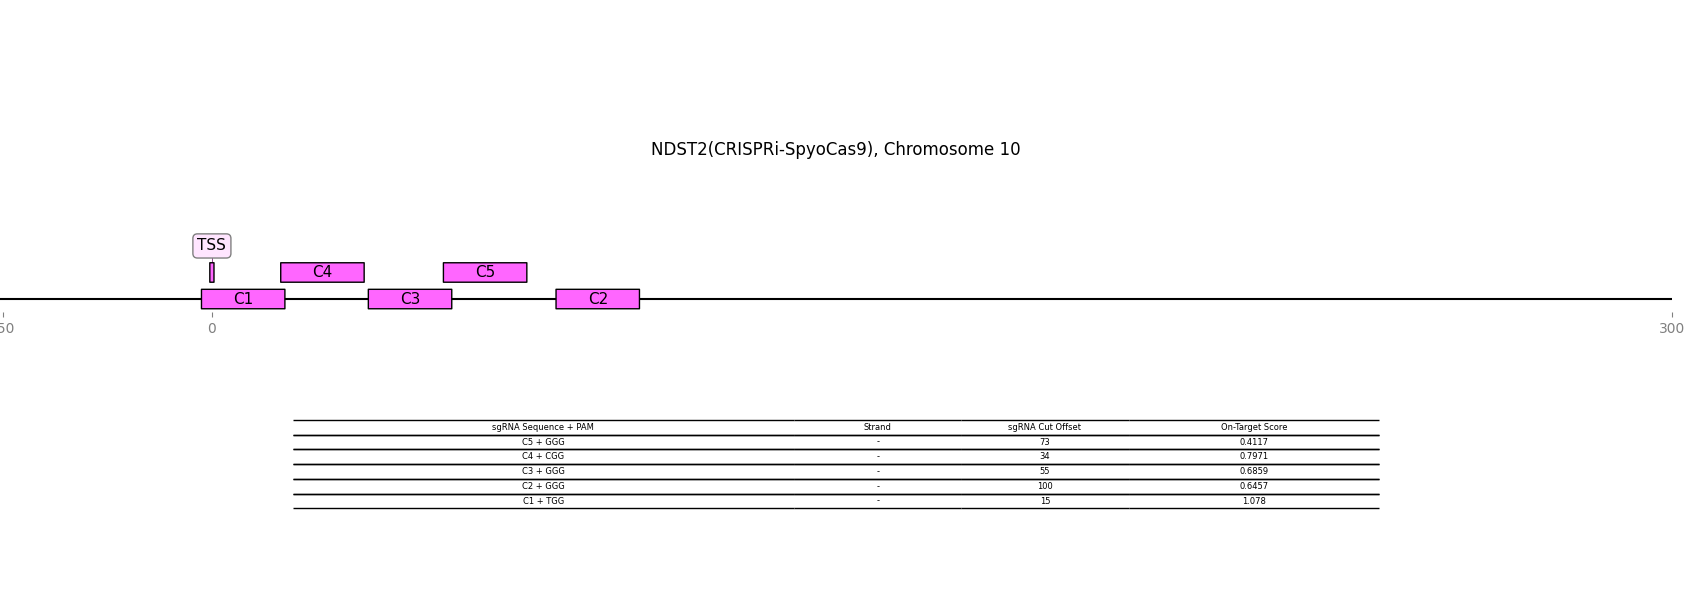 NDST2(CRISPRi-SpyoCas9), Chromosome 10
TSS
C4 C5
C1 C3 C2
50 0 300
sgRNA Sequence + PAM Strand sgRNA Cut Offset On-Target Score
C5 + GGG - 73 0.4117
C4 + CGG - 34 0.7971
C3 + GGG - 55 0.6859
C2 + GGG - 100 0.6457
C1 + TGG - 15 1.078